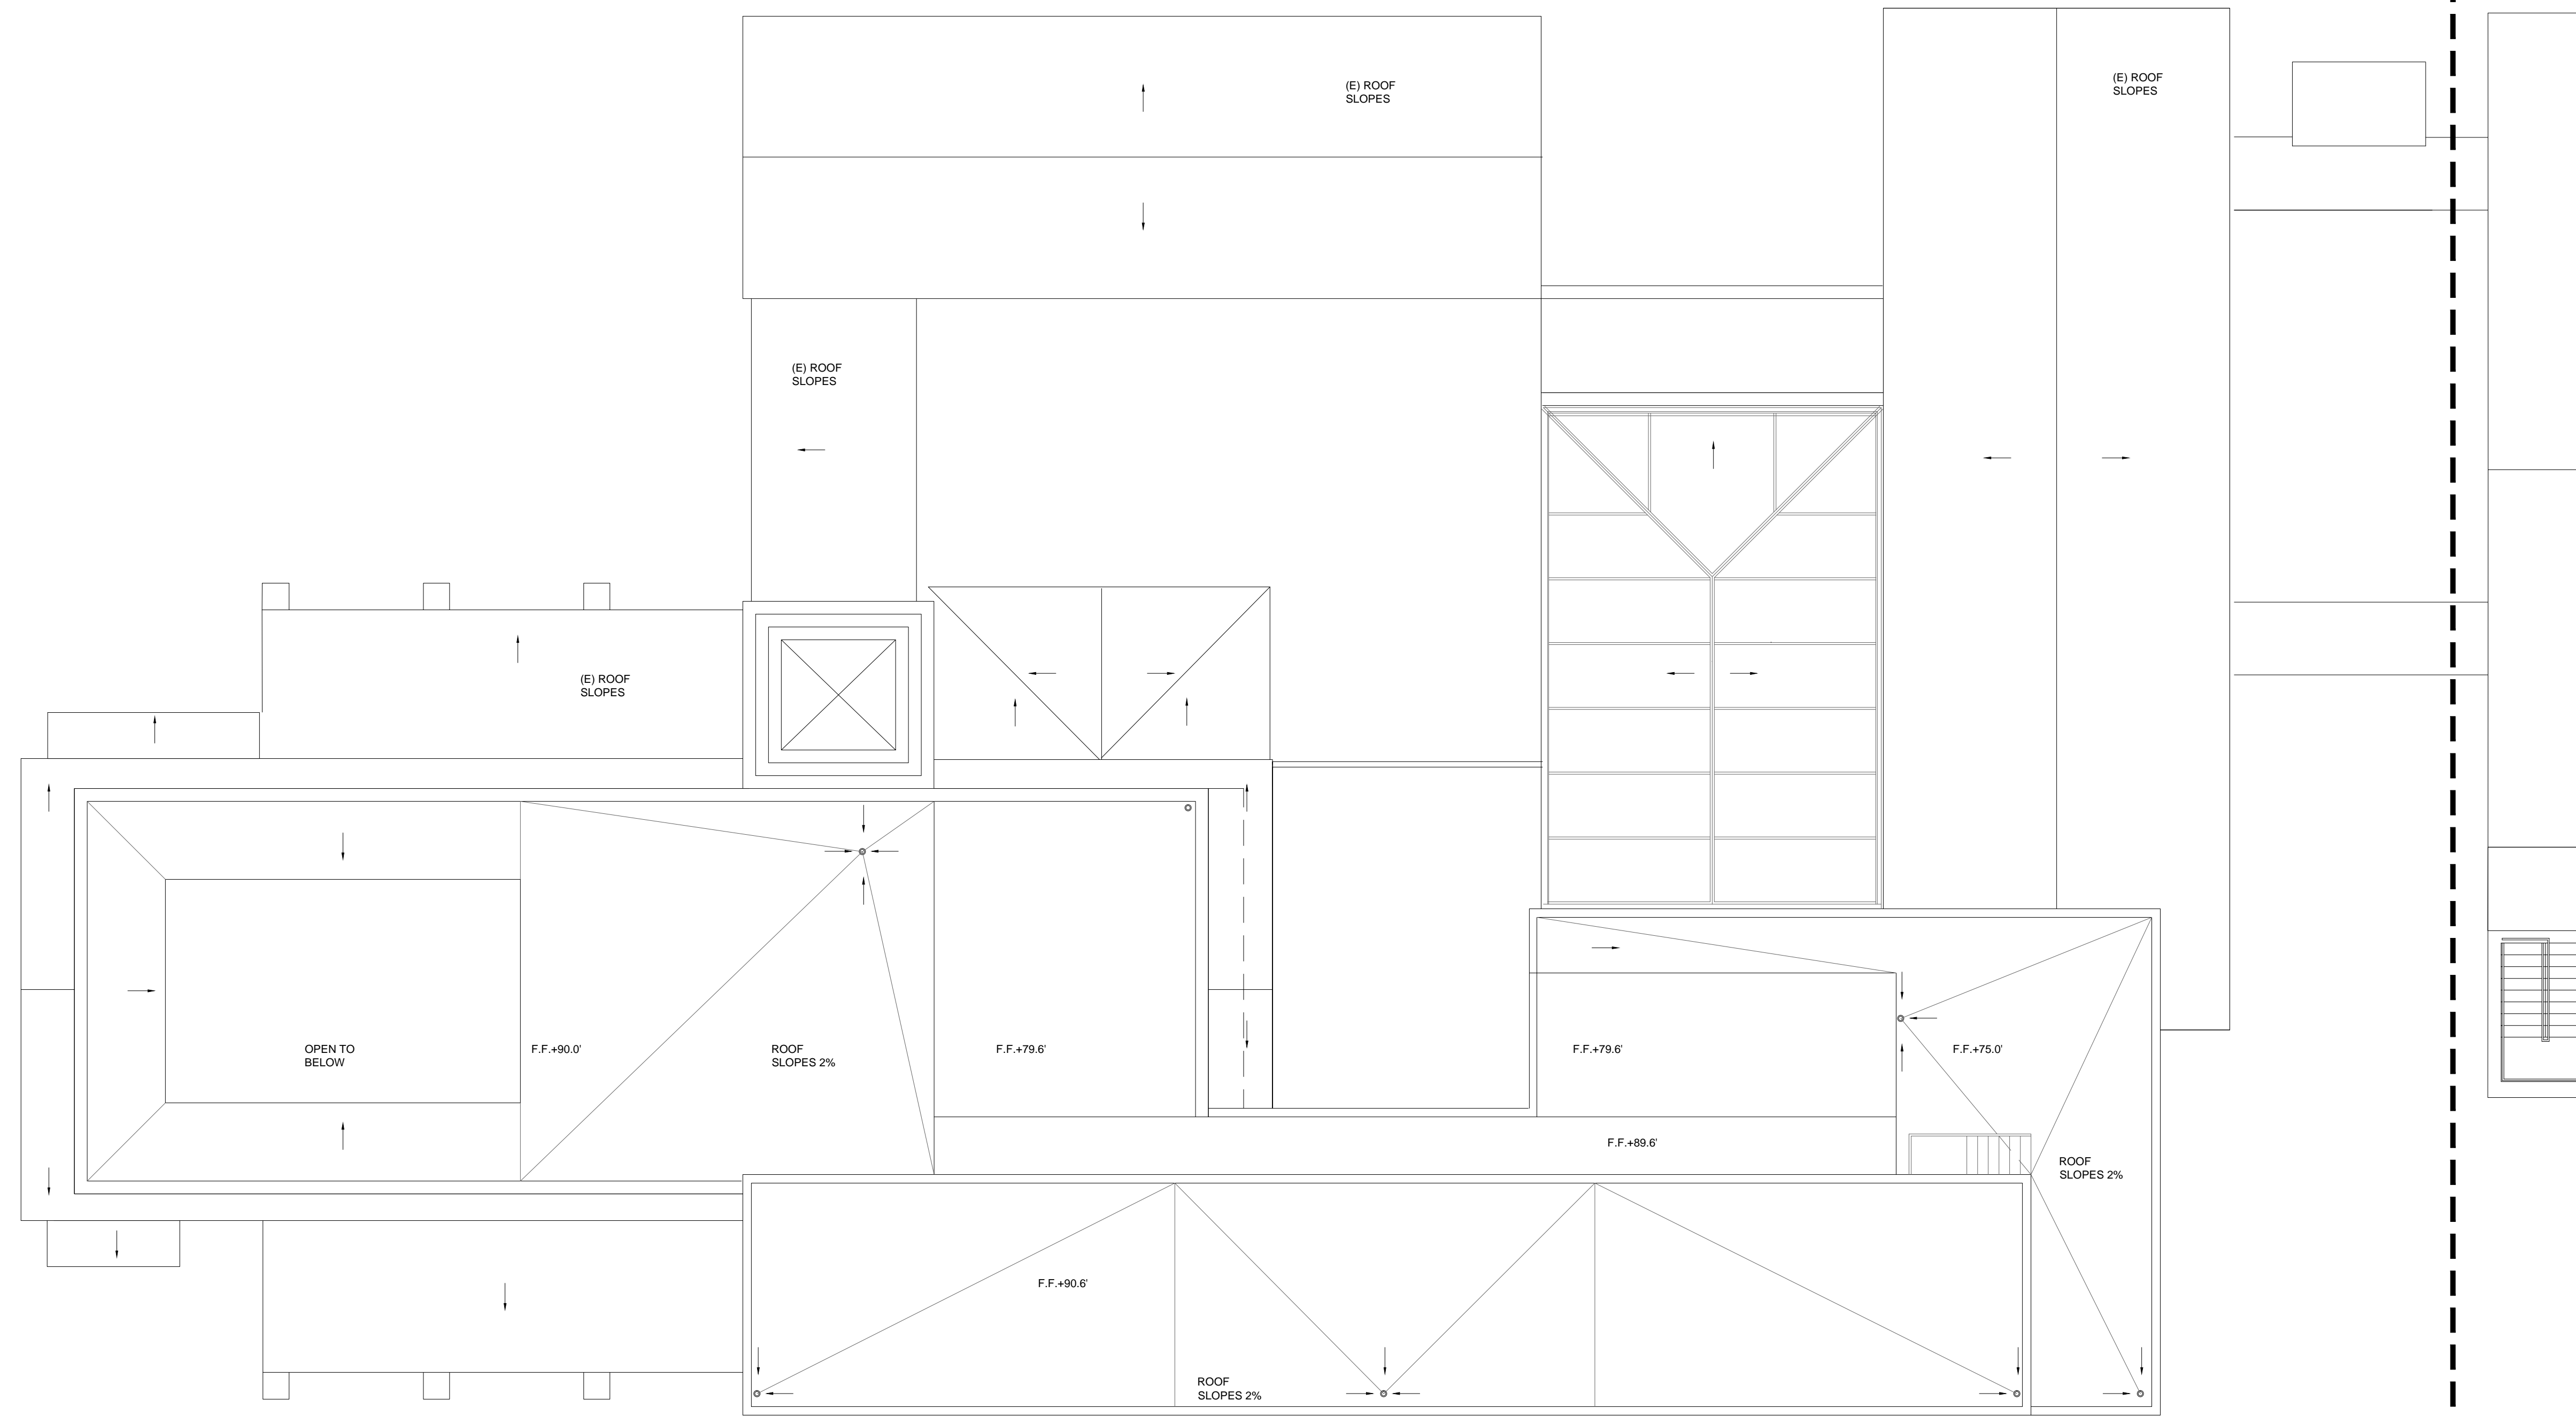 (E) ROOF
SLOPES
(E) ROOF
SLOPES
(E) ROOF
SLOPES
(E) ROOF
SLOPES
OPEN TO
BELOW
F.F.+90.0'
ROOF
SLOPES 2%
F.F.+79.6'
F.F.+79.6'
F.F.+75.0'
F.F.+89.6'
ROOF
SLOPES 2%
F.F.+90.6'
ROOF
SLOPES 2%